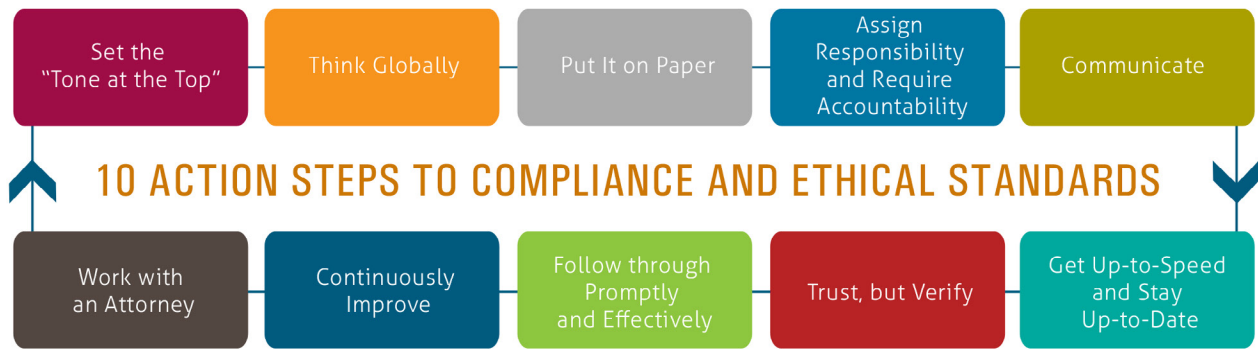 Set the
“Tone at the Top”
Think Globally
Put It on Paper
Assign
Responsibility
and Require
Accountability
Communicate
10 ACTION STEPS TO COMPLIANCE AND ETHICAL STANDARDS
Work with
an Attorney
Continuously
Improve
Follow through
Promptly
and Effectively
Trust, but Verify
Get Up-to-Speed
and Stay
Up-to-Date